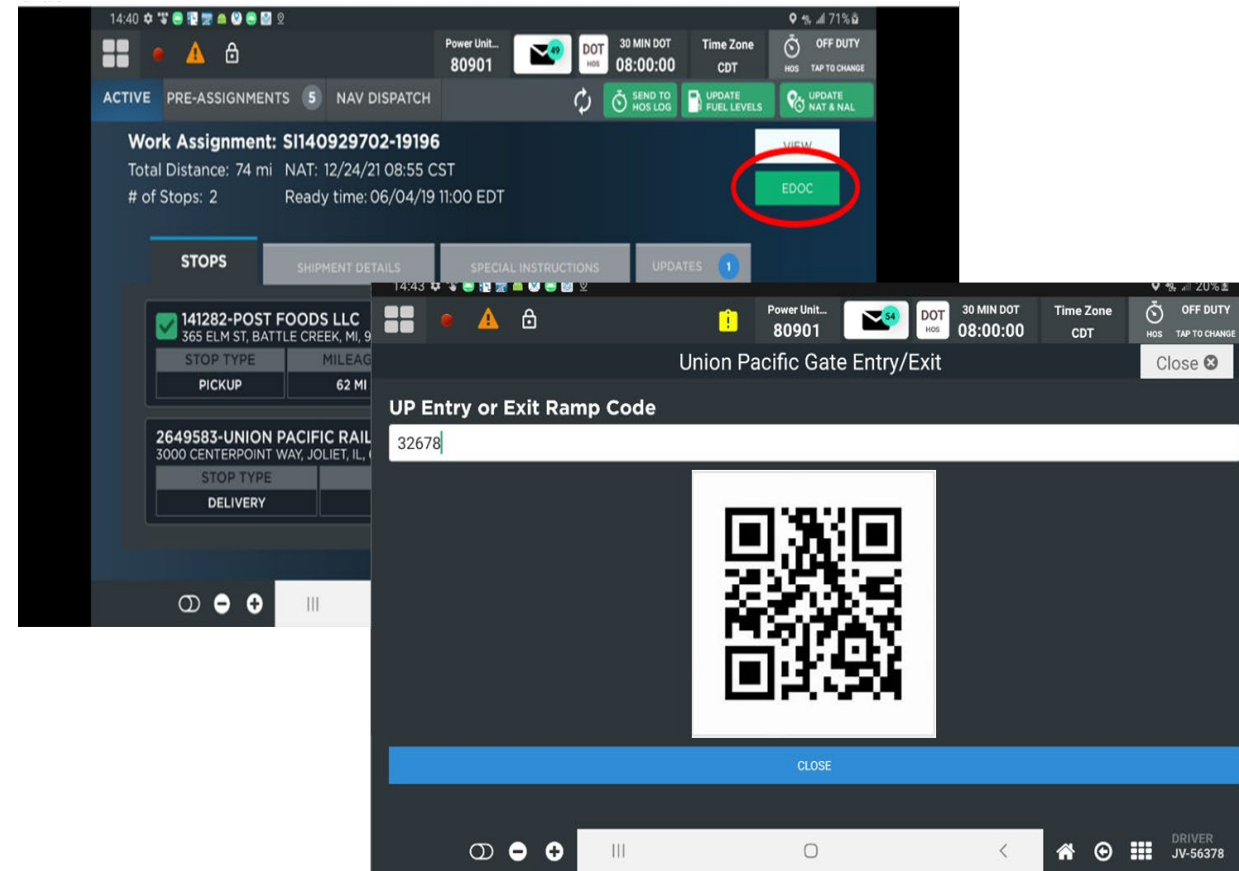 14:40
71%
Power Unit...
80901
49
DOT
HOS
30 MIN DOT
08:00:00
Time Zone
CDT
OFF DUTY
HOS TAP TO CHANGE
ACTIVE PRE-ASSIGNMENTS 5 NAV DISPATCH
SEND TO
HOS LOG
UPDATE
FUEL LEVELS
UPDATE
NAT & NAL
Work Assignment: SI140929702-19196
VIEW
Total Distance: 74 mi NAT: 12/24/21 08:55 CST
EDOC
# of Stops: 2 Ready time: 06/04/19 11:00 EDT
STOPS SHIPMENT DETAILS SPECIAL INSTRUCTIONS UPDATES 1
141282-POST FOODS LLC
365 ELM ST, BATTLE CREEK, MI, 9
STOP TYPE MILEAG
PICKUP 62 MI
2649583-UNION PACIFIC RAIL
3000 CENTERPOINT WAY, JOLIET, IL,
STOP TYPE
DELIVERY
14:43
20%
Power Unit...
80901
54
DOT
HOS
30 MIN DOT
08:00:00
Time Zone
CDT
OFF DUTY
HOS TAP TO CHANGE
Union Pacific Gate Entry/Exit
Close
UP Entry or Exit Ramp Code
32678
CLOSE
DRIVER
JV-56378